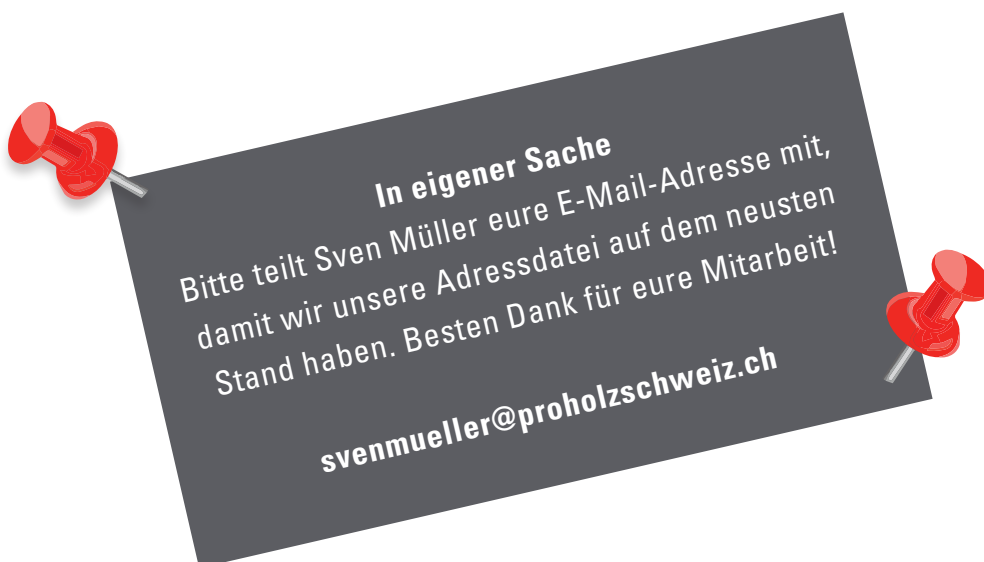 In eigener Sache
Bitte teilt Sven Müller eure E-Mail-Adresse mit,
damit wir unsere Adressdatei auf dem neusten
Stand haben. Besten Dank für eure Mitarbeit!
svenmueller@proholzschweiz.ch